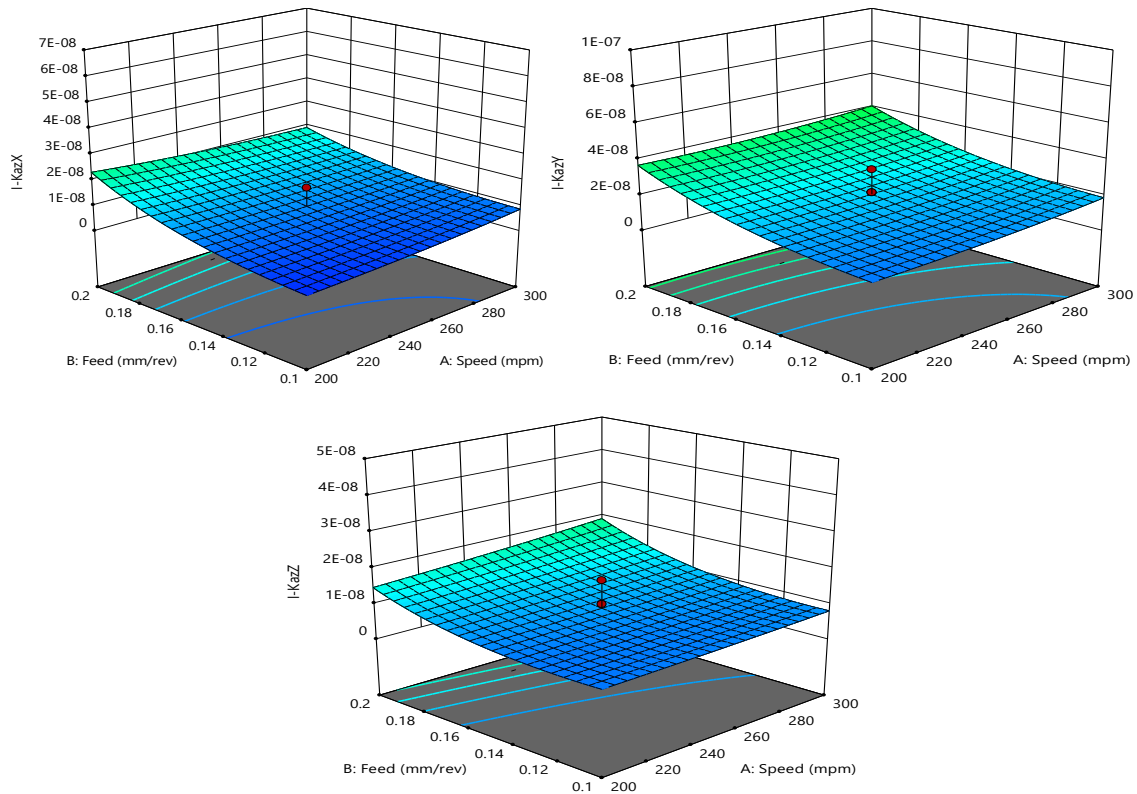 7E-08
6E-08
5E-08
4E-08
3E-08
2E-08
1E-08
0
I-KazX
0.2
0.18
0.16
0.14
0.12
0.1
200
220
240
260
280
300
B: Feed (mm/rev)
A: Speed (mpm)
1E-07
8E-08
6E-08
4E-08
2E-08
0
I-KazY
0.2
0.18
0.16
0.14
0.12
0.1
200
220
240
260
280
300
B: Feed (mm/rev)
A: Speed (mpm)
5E-08
4E-08
3E-08
2E-08
1E-08
0
I-KazZ
0.2
0.18
0.16
0.14
0.12
0.1
200
220
240
260
280
300
B: Feed (mm/rev)
A: Speed (mpm)